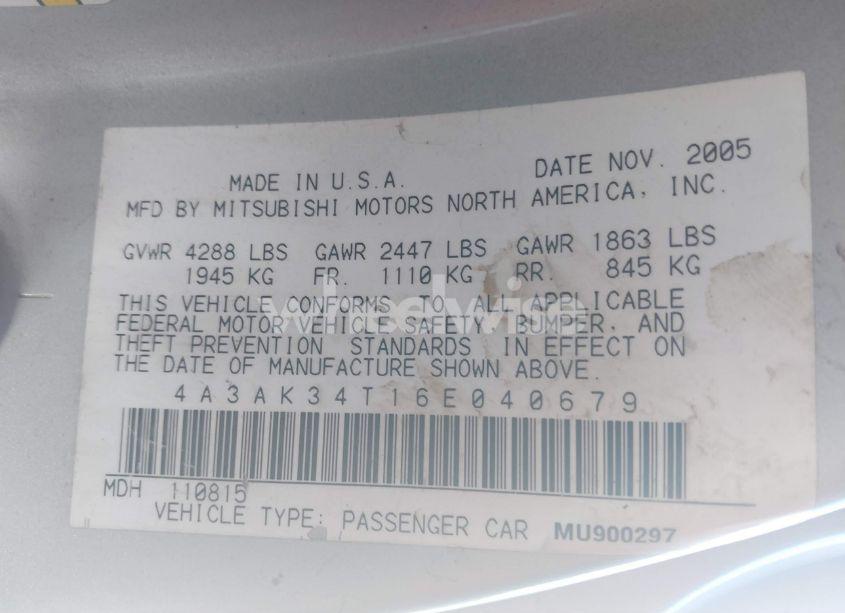 DATE NOV. 2005
MADE IN U.S.A.
MFD BY MITSUBISHI MOTORS NORTH AMERICA, INC.
GVWR 4288 LBS GAWR 2447 LBS GAWR 1863 LBS
1945 KG FR. 1110 KG RR. 845 KG
THIS VEHICLE CONFORMS TO ALL APPLICABLE
FEDERAL MOTOR VEHICLE SAFETY, BUMPER, AND
THEFT PREVENTION STANDARDS IN EFFECT ON
THE DATE OF MANUFACTURE SHOWN ABOVE.
wheelwise
4A3AK34T16E040679
MDH 110815
VEHICLE TYPE: PASSENGER CAR MU900297